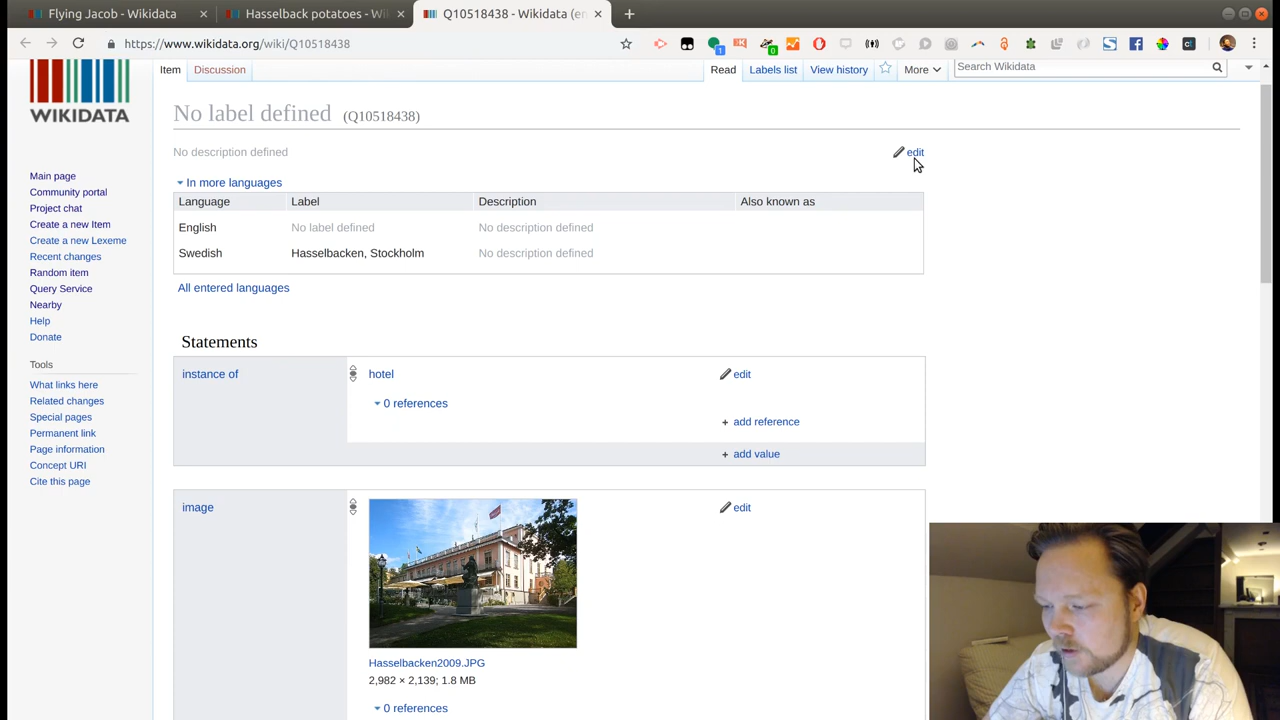 Flying Jacob - Wikidata
Hasselback potatoes - Wi
Q10518438 - Wikidata (en
https://www.wikidata.org/wiki/Q10518438
1
0
WIKIDATA
Item
Discussion
Read
Labels list
View history
More
Search Wikidata
No label defined (Q10518438)
No description defined
edit
In more languages
Language Label Description Also known as
English No label defined No description defined
Swedish Hasselbacken, Stockholm No description defined
All entered languages
Main page
Community portal
Project chat
Create a new Item
Create a new Lexeme
Recent changes
Random item
Query Service
Nearby
Help
Donate
Tools
What links here
Related changes
Special pages
Permanent link
Page information
Concept URI
Cite this page
Statements
instance of
hotel
edit
0 references
+ add reference
+ add value
image
edit
Hasselbacken2009.JPG
2,982 × 2,139; 1.8 MB
0 references